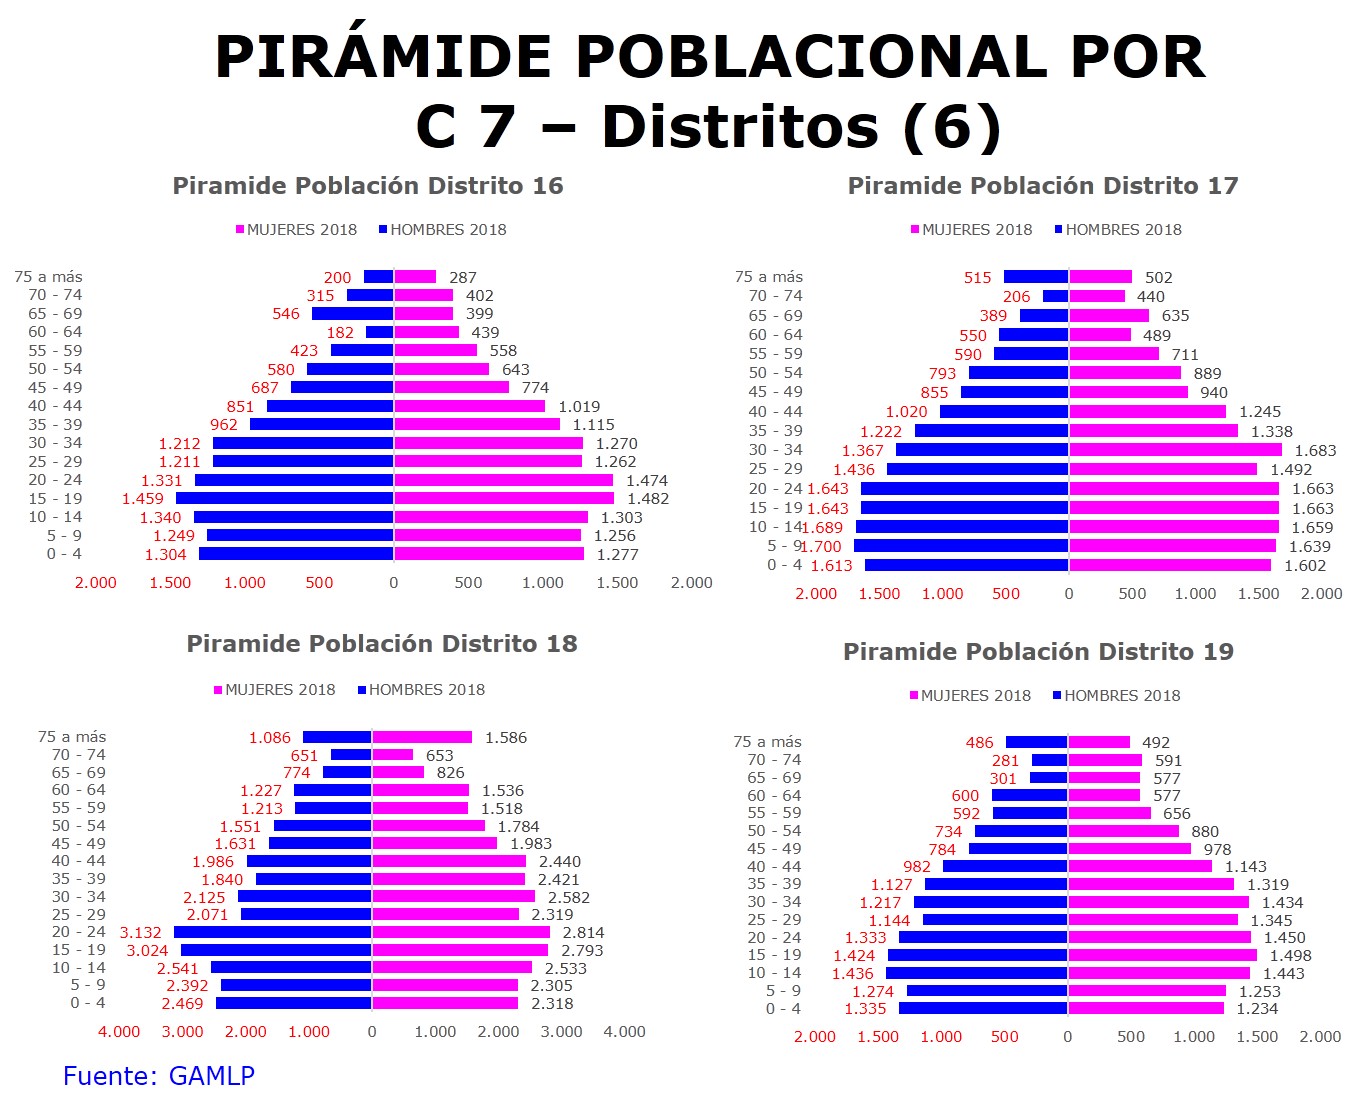 PIRÁMIDE POBLACIONAL POR
C 7 – Distritos (6)
Piramide Población Distrito 16
MUJERES 2018 HOMBRES 2018
75 a más 200 287
70 - 74 315 402
65 - 69 546 399
60 - 64 182 439
55 - 59 423 558
50 - 54 580 643
45 - 49 687 774
40 - 44 851 1.019
35 - 39 962 1.115
30 - 34 1.212 1.270
25 - 29 1.211 1.262
20 - 24 1.331 1.474
15 - 19 1.459 1.482
10 - 14 1.340 1.303
5 - 9 1.249 1.256
0 - 4 1.304 1.277
2.000 1.500 1.000 500 0 500 1.000 1.500 2.000
Piramide Población Distrito 17
MUJERES 2018 HOMBRES 2018
75 a más 515 502
70 - 74 206 440
65 - 69 389 635
60 - 64 550 489
55 - 59 590 711
50 - 54 793 889
45 - 49 855 940
40 - 44 1.020 1.245
35 - 39 1.222 1.338
30 - 34 1.367 1.683
25 - 29 1.436 1.492
20 - 24 1.643 1.663
15 - 19 1.643 1.663
10 - 14 1.689 1.659
5 - 9 1.700 1.639
0 - 4 1.613 1.602
2.000 1.500 1.000 500 0 500 1.000 1.500 2.000
Piramide Población Distrito 18
MUJERES 2018 HOMBRES 2018
75 a más 1.086 1.586
70 - 74 651 653
65 - 69 774 826
60 - 64 1.227 1.536
55 - 59 1.213 1.518
50 - 54 1.551 1.784
45 - 49 1.631 1.983
40 - 44 1.986 2.440
35 - 39 1.840 2.421
30 - 34 2.125 2.582
25 - 29 2.071 2.319
20 - 24 3.132 2.814
15 - 19 3.024 2.793
10 - 14 2.541 2.533
5 - 9 2.392 2.305
0 - 4 2.469 2.318
4.000 3.000 2.000 1.000 0 1.000 2.000 3.000 4.000
Piramide Población Distrito 19
MUJERES 2018 HOMBRES 2018
75 a más 486 492
70 - 74 281 591
65 - 69 301 577
60 - 64 600 577
55 - 59 592 656
50 - 54 734 880
45 - 49 784 978
40 - 44 982 1.143
35 - 39 1.127 1.319
30 - 34 1.217 1.434
25 - 29 1.144 1.345
20 - 24 1.333 1.450
15 - 19 1.424 1.498
10 - 14 1.436 1.443
5 - 9 1.274 1.253
0 - 4 1.335 1.234
2.000 1.500 1.000 500 0 500 1.000 1.500 2.000
Fuente: GAMLP